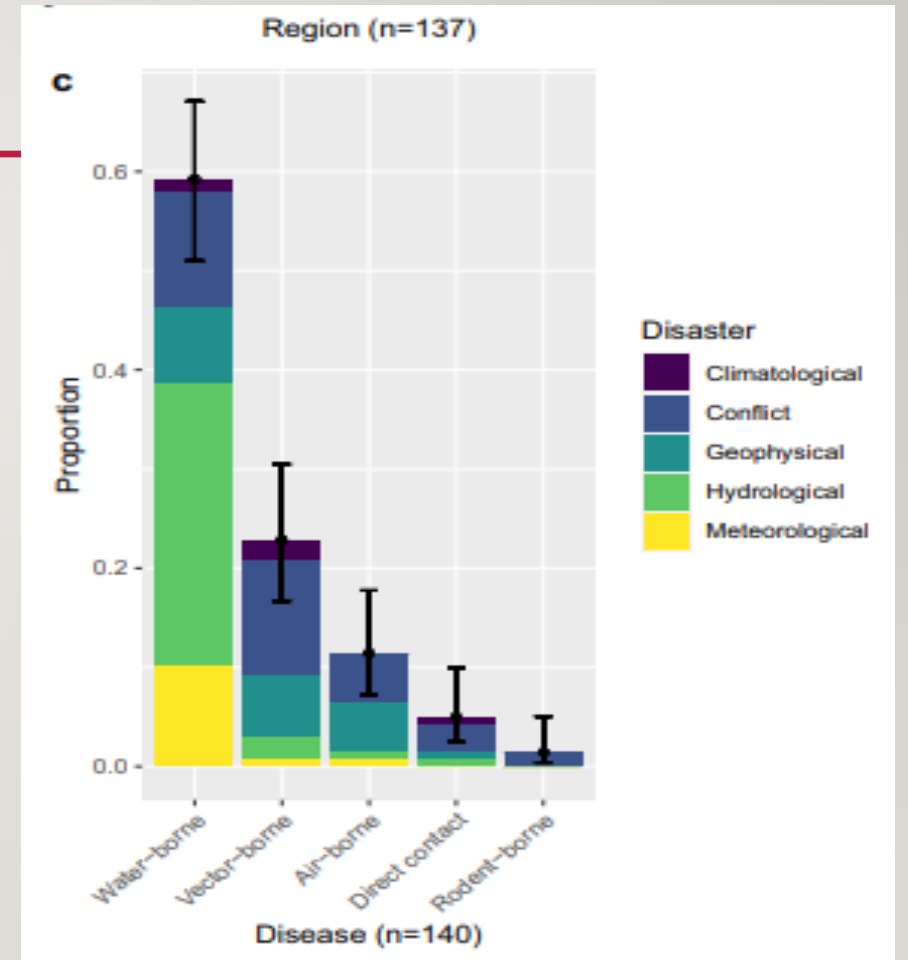 Region (n=137)
c
Proportion
0.6
0.4
0.2
0.0
Water-borne
Vector-borne
Air-borne
Direct contact
Rodent-borne
Disease (n=140)
Disaster
Climatological
Conflict
Geophysical
Hydrological
Meteorological